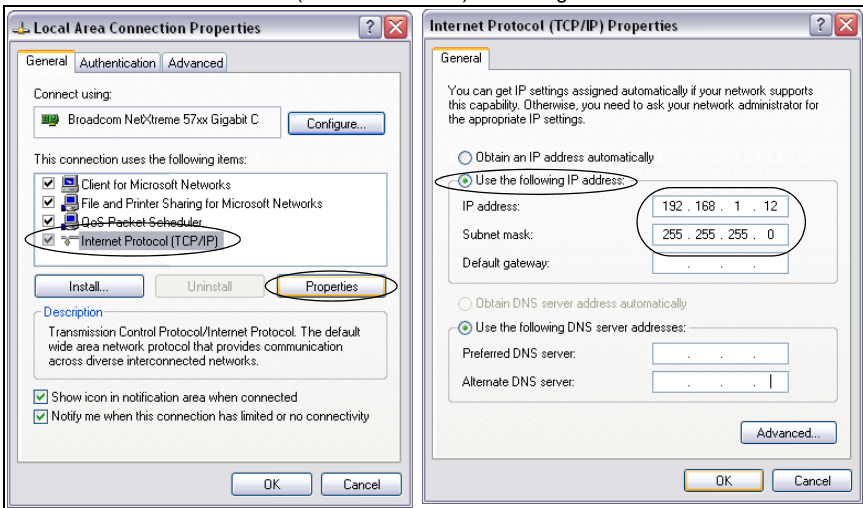 Local Area Connection Properties
General Authentication Advanced
Connect using:
Broadcom NetXtreme 57xx Gigabit C
Configure...
This connection uses the following items:
Client for Microsoft Networks
File and Printer Sharing for Microsoft Networks
QoS Packet Scheduler
Internet Protocol (TCP/IP)
Install... Uninstall Properties
Description
Transmission Control Protocol/Internet Protocol. The default
wide area network protocol that provides communication
across diverse interconnected networks.
Show icon in notification area when connected
Notify me when this connection has limited or no connectivity
OK Cancel
Internet Protocol (TCP/IP) Properties
General
You can get IP settings assigned automatically if your network supports
this capability. Otherwise, you need to ask your network administrator for
the appropriate IP settings.
Obtain an IP address automatically
Use the following IP address:
IP address: 192 . 168 . 1 . 12
Subnet mask: 255 . 255 . 255 . 0
Default gateway: . . .
Obtain DNS server address automatically
Use the following DNS server addresses:
Preferred DNS server: . . .
Alternate DNS server: . . .
Advanced...
OK Cancel